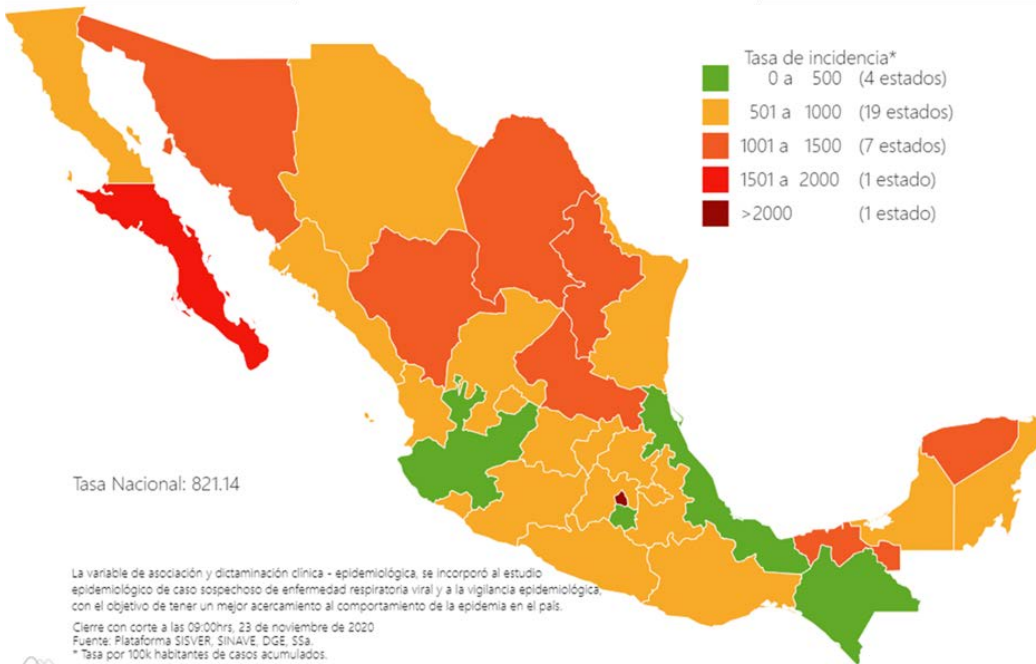 Tasa de incidencia*
0 a 500 (4 estados)
501 a 1000 (19 estados)
1001 a 1500 (7 estados)
1501 a 2000 (1 estado)
>2000 (1 estado)
Tasa Nacional: 821.14
La variable de asociación y dictaminación clínica - epidemiológica, se incorporó al estudio
epidemiológico de caso sospechoso de enfermedad respiratoria viral y a la vigilancia epidemiológica,
con el objetivo de tener un mejor acercamiento al comportamiento de la epidemia en el país.
Cierre con corte a las 09:00hrs, 23 de noviembre de 2020
Fuente: Plataforma SISVER, SINAVE, DGE, SSa.
* Tasa por 100k habitantes de casos acumulados.